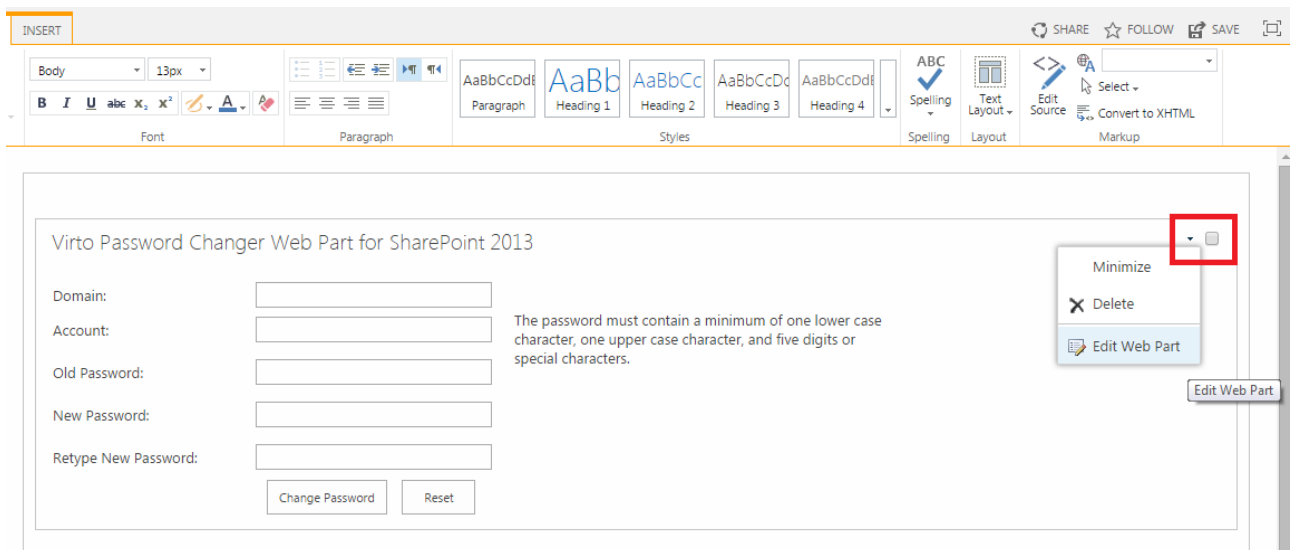 INSERT
SHARE FOLLOW SAVE
Body 13px
B I U abc X₂ X² A
Font
Paragraph
AaBbCcDdE AaBb AaBbCc AaBbCcDc AaBbCcDdE
Paragraph Heading 1 Heading 2 Heading 3 Heading 4
Styles
ABC
Spelling
Spelling
Text
Layout
Layout
Edit
Source
Select
Convert to XHTML
Markup
Virto Password Changer Web Part for SharePoint 2013
Minimize
Delete
Edit Web Part
Edit Web Part
Domain:
Account:
Old Password:
New Password:
Retype New Password:
The password must contain a minimum of one lower case
character, one upper case character, and five digits or
special characters.
Change Password Reset